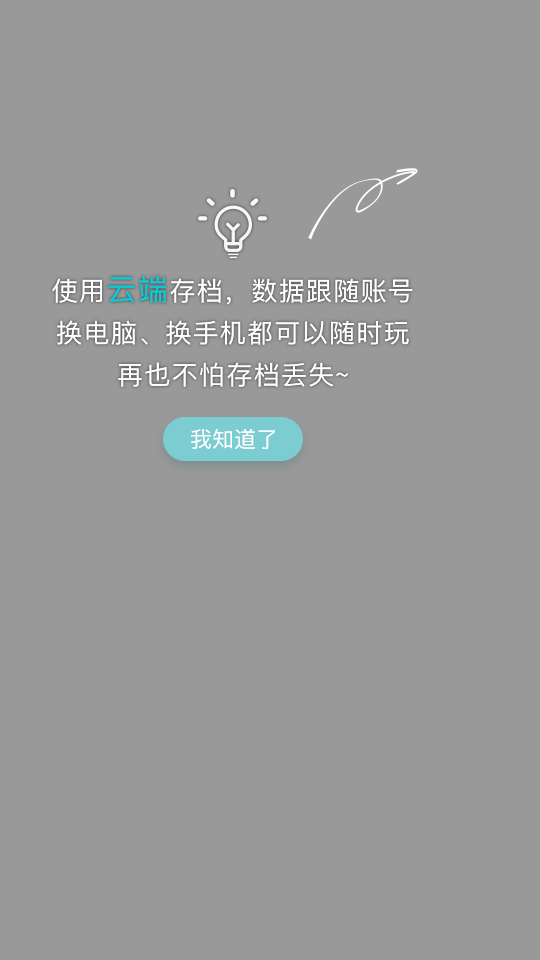 使用云端存档，数据跟随账号
换电脑、换手机都可以随时玩
再也不怕存档丢失~
我知道了